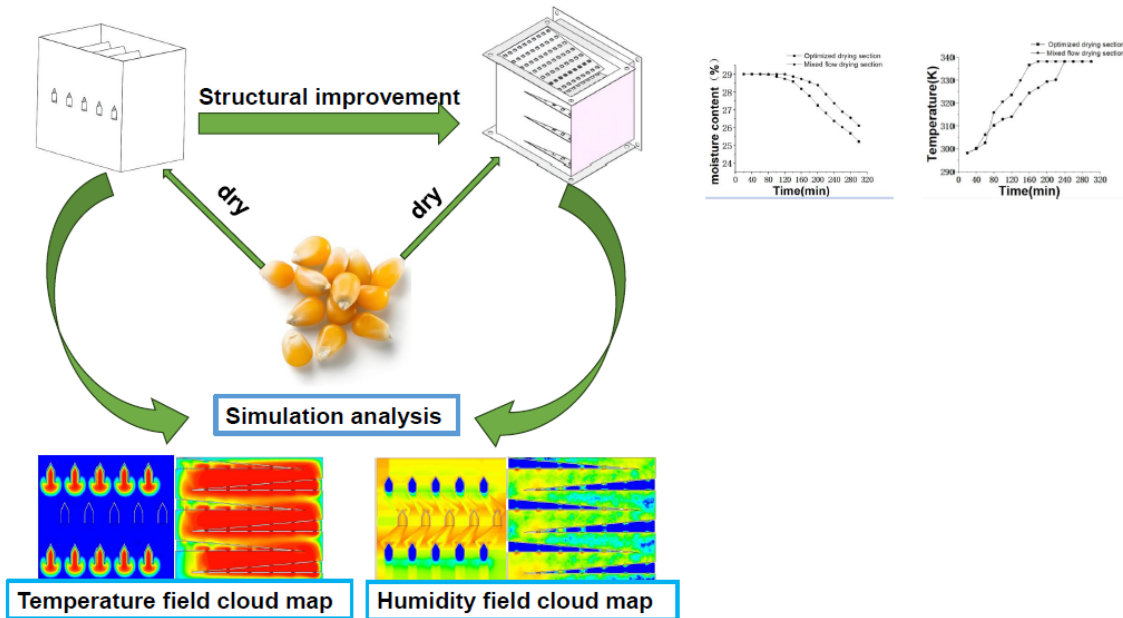 Structural improvement
dry
dry
Simulation analysis
Temperature field cloud map
Humidity field cloud map
Optimized drying section
Mixed flow drying section
moisture content（%）
29
28
27
26
25
24
0 40 80 120 160 200 240 280 320
Time(min)
Optimized drying section
Mixed flow drying section
Temperature(K)
340
330
320
310
300
290
0 40 80 120 160 200 240 280 320
Time(min)